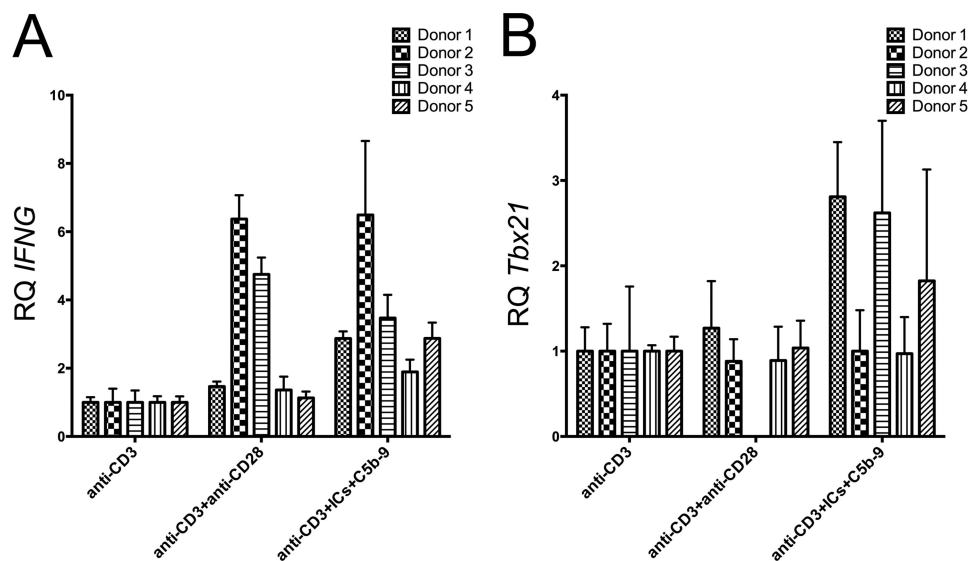 A
Donor 1
Donor 2
Donor 3
Donor 4
Donor 5
10
8
6
4
2
0
RQ IFNG
anti-CD3
anti-CD3+anti-CD28
anti-CD3+ICs+C5b-9
B
Donor 1
Donor 2
Donor 3
Donor 4
Donor 5
4
3
2
1
0
RQ Tbx21
anti-CD3
anti-CD3+anti-CD28
anti-CD3+ICs+C5b-9